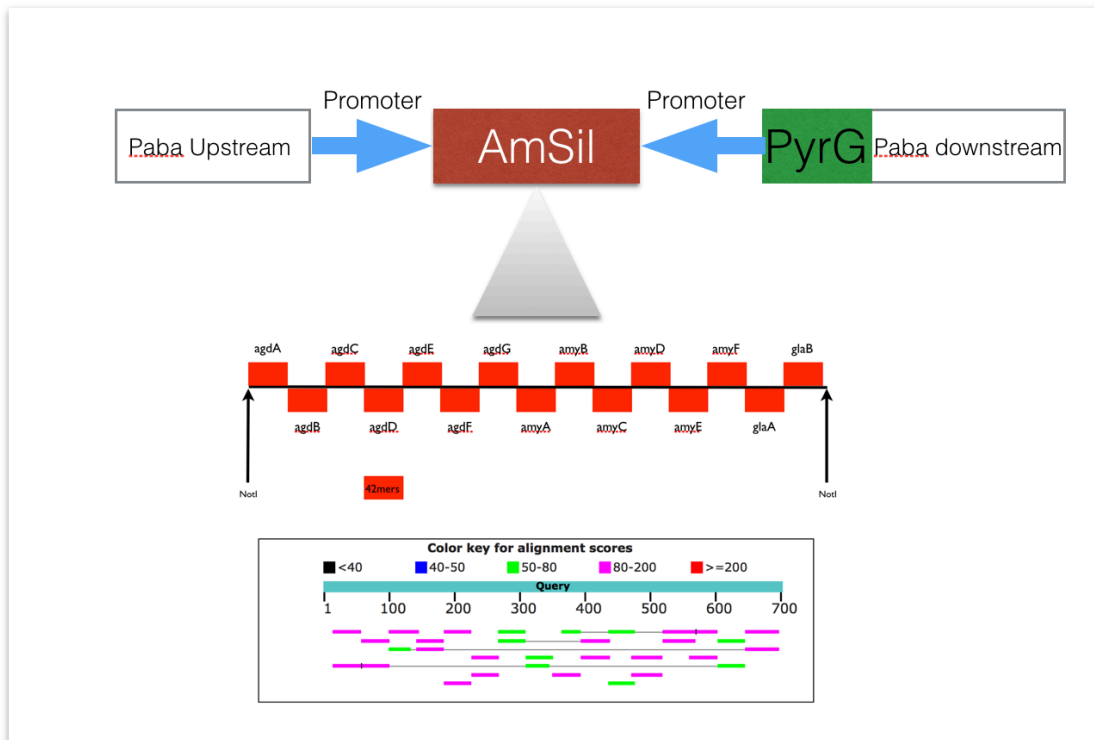 Promoter
Promoter
Paba Upstream
AmSil
PyrG
Paba downstream
agdA
agdC
agdE
agdG
amyB
amyD
amyF
glaB
agdB
agdD
agdF
amyA
amyC
amyE
glaA
NotI
42mers
NotI
Color key for alignment scores
<40
40-50
50-80
80-200
>=200
Query
1 100 200 300 400 500 600 700